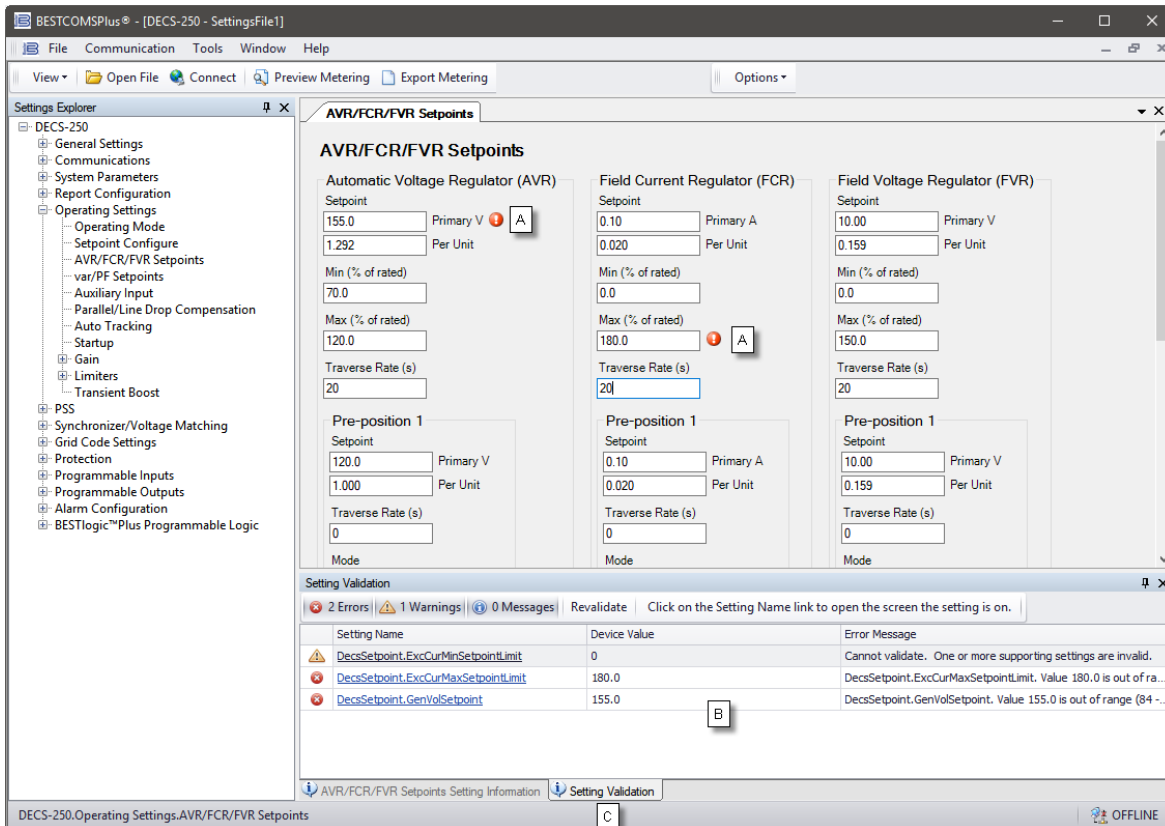 BESTCOMSPlus® - [DECS-250 - SettingsFile1]
File Communication Tools Window Help
View Open File Connect Preview Metering Export Metering Options
Settings Explorer
DECS-250
General Settings
Communications
System Parameters
Report Configuration
Operating Settings
Operating Mode
Setpoint Configure
AVR/FCR/FVR Setpoints
var/PF Setpoints
Auxiliary Input
Parallel/Line Drop Compensation
Auto Tracking
Startup
Gain
Limiters
Transient Boost
PSS
Synchronizer/Voltage Matching
Grid Code Settings
Protection
Programmable Inputs
Programmable Outputs
Alarm Configuration
BESTlogic™Plus Programmable Logic
AVR/FCR/FVR Setpoints
AVR/FCR/FVR Setpoints
Automatic Voltage Regulator (AVR)
Setpoint
155.0 Primary V A
1.292 Per Unit
Min (% of rated)
70.0
Max (% of rated)
120.0
Traverse Rate (s)
20
Pre-position 1
Setpoint
120.0 Primary V
1.000 Per Unit
Traverse Rate (s)
0
Mode
Field Current Regulator (FCR)
Setpoint
0.10 Primary A
0.020 Per Unit
Min (% of rated)
0.0
Max (% of rated)
180.0 A
Traverse Rate (s)
20
Pre-position 1
Setpoint
0.10 Primary A
0.020 Per Unit
Traverse Rate (s)
0
Mode
Field Voltage Regulator (FVR)
Setpoint
10.00 Primary V
0.159 Per Unit
Min (% of rated)
0.0
Max (% of rated)
150.0
Traverse Rate (s)
20
Pre-position 1
Setpoint
10.00 Primary V
0.159 Per Unit
Traverse Rate (s)
0
Mode
Setting Validation
2 Errors 1 Warnings 0 Messages Revalidate Click on the Setting Name link to open the screen the setting is on.
Setting Name Device Value Error Message
DecsSetpoint.ExcCurMinSetpointLimit 0 Cannot validate. One or more supporting settings are invalid.
DecsSetpoint.ExcCurMaxSetpointLimit 180.0 DecsSetpoint.ExcCurMaxSetpointLimit. Value 180.0 is out of ra...
DecsSetpoint.GenVolSetpoint 155.0 DecsSetpoint.GenVolSetpoint. Value 155.0 is out of range (84 -...
B
AVR/FCR/FVR Setpoints Setting Information Setting Validation
DECS-250.Operating Settings.AVR/FCR/FVR Setpoints C OFFLINE